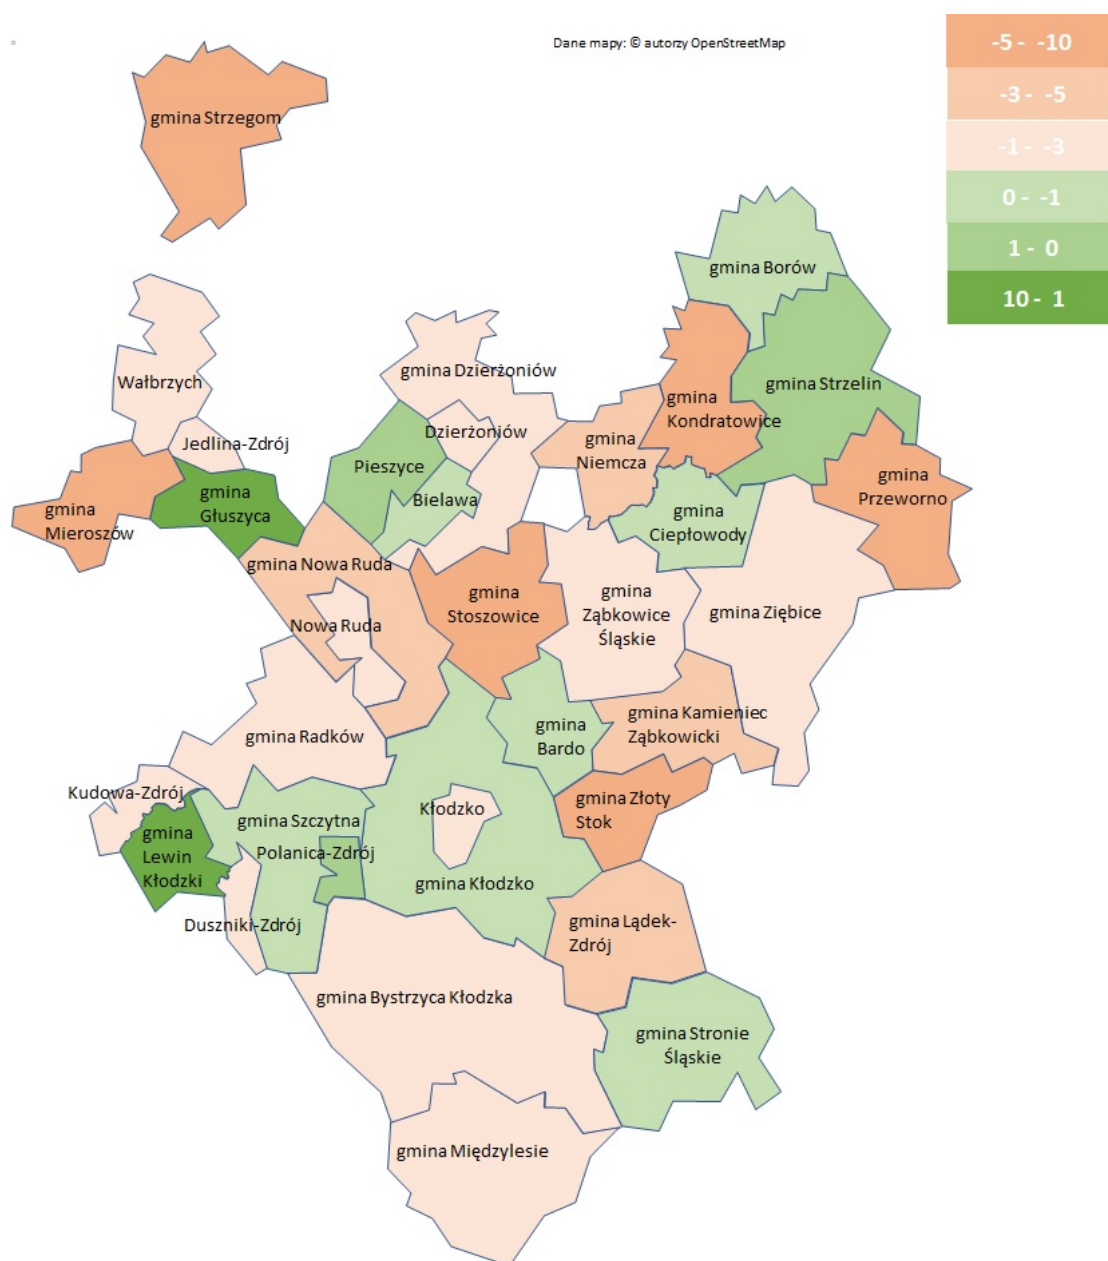 Dane mapy: © autorzy OpenStreetMap
-5 - -10
-3 - -5
-1 - -3
0 - -1
1 - 0
10 - 1
gmina Strzegom
gmina Borów
Wałbrzych
gmina Dzierżoniów
gmina Strzelin
gmina
Kondratowice
Jedlina-Zdrój
Dzierżoniów
gmina
Niemcza
Pieszyce
Bielawa
gmina
Przeworno
gmina
Głuszyca
gmina
Mieroszów
gmina
Ciepłowody
gmina Nowa Ruda
gmina
Stoszowice
gmina
Ząbkowice
Śląskie
gmina Ziębice
Nowa Ruda
gmina Radków
gmina
Bardo
gmina Kamieniec
Ząbkowicki
Kudowa-Zdrój
gmina Złoty
Stok
Kłodzko
gmina Szczytna
gmina
Lewin
Kłodzki
Polanica-Zdrój
gmina Kłodzko
Duszniki-Zdrój
gmina Lądek-
Zdrój
gmina Bystrzyca Kłodzka
gmina Stronie
Śląskie
gmina Międzylesie